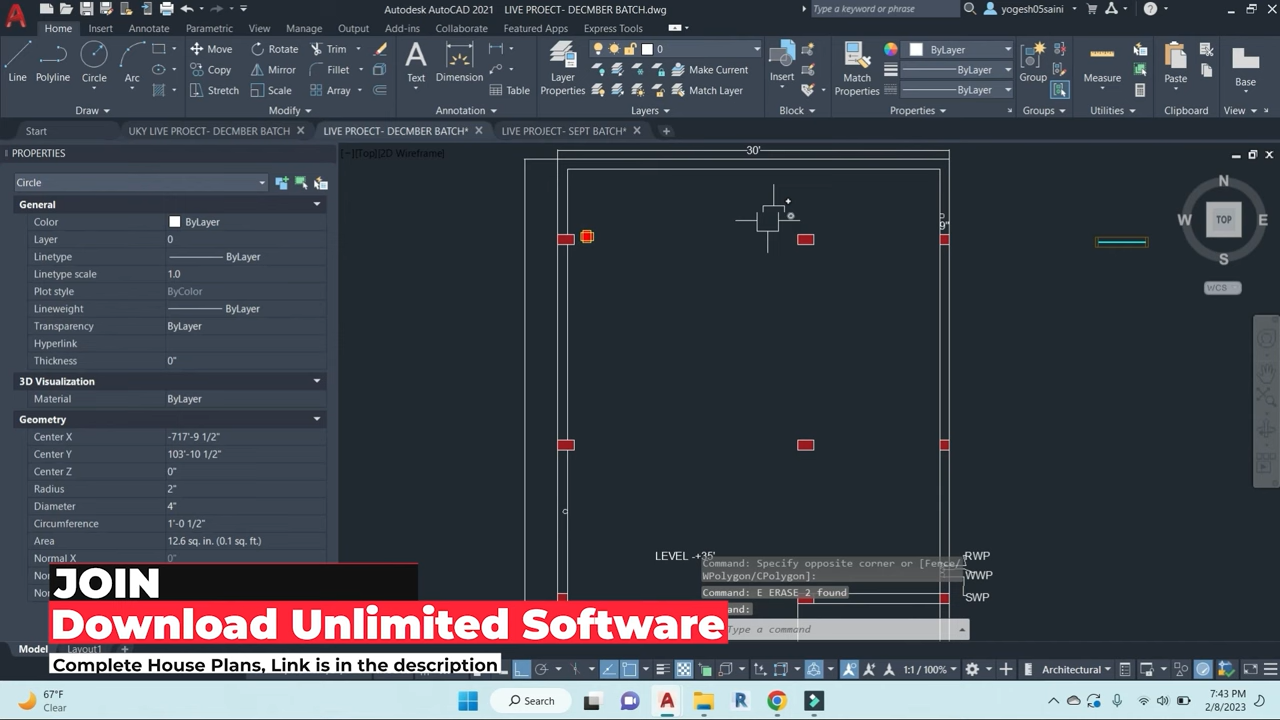 Autodesk AutoCAD 2021 LIVE PROECT- DECMBER BATCH.dwg
Type a keyword or phrase
yogesh05saini
Home Insert Annotate Parametric View Manage Output Add-ins Collaborate Featured Apps Express Tools
Line Polyline Circle Arc
Move Rotate Trim
Copy Mirror Fillet
Stretch Scale Array
Text Dimension Table
Layer Properties
0
Make Current
Match Layer
Insert
Match Properties
ByLayer
ByLayer
ByLayer
Group Measure Paste Base
Draw Modify Annotation Layers Block Properties Groups Utilities Clipboard View
Start UKY LIVE PROECT- DECMBER BATCH LIVE PROECT- DECMBER BATCH* LIVE PROJECT- SEPT BATCH*
PROPERTIES
[−][Top][2D Wireframe]
Circle
General
Color ByLayer
Layer 0
Linetype ByLayer
Linetype scale 1.0
Plot style ByColor
Lineweight ByLayer
Transparency ByLayer
Hyperlink
Thickness 0"
3D Visualization
Material ByLayer
Geometry
Center X -717'-9 1/2"
Center Y 103'-10 1/2"
Center Z 0"
Radius 2"
Diameter 4"
Circumference 1'-0 1/2"
Area 12.6 sq. in. (0.1 sq. ft.)
Normal X 0"
30'
9"
N
W TOP E
S
WCS
LEVEL -+35'
RWP
WWP
SWP
Command: Specify opposite corner or [Fence/
WPolygon/CPolygon]:
Command: E ERASE 2 found
Type a command
JOIN
Download Unlimited Software
Complete House Plans, Link is in the description
Model Layout1
1:1 / 100% Architectural
67°F
Clear
Search
7:43 PM
2/8/2023